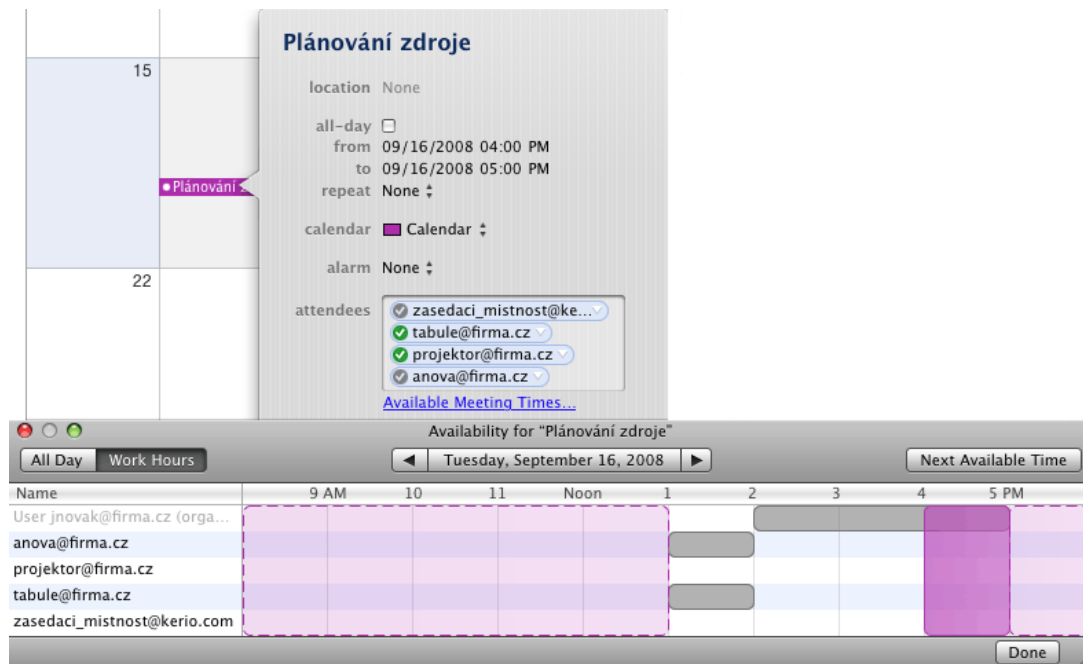 Plánování zdroje
15
location None
all-day
from 09/16/2008 04:00 PM
to 09/16/2008 05:00 PM
•Plánování
repeat None
calendar Calendar
alarm None
22
attendees zasedaci_mistnost@ke...
tabule@firma.cz
projektor@firma.cz
anova@firma.cz
Available Meeting Times...
Availability for “Plánování zdroje”
All Day Work Hours Tuesday, September 16, 2008 Next Available Time
Name 9 AM 10 11 Noon 1 2 3 4 5 PM
User jnovak@firma.cz (orga...
anova@firma.cz
projektor@firma.cz
tabule@firma.cz
zasedaci_mistnost@kerio.com
Done